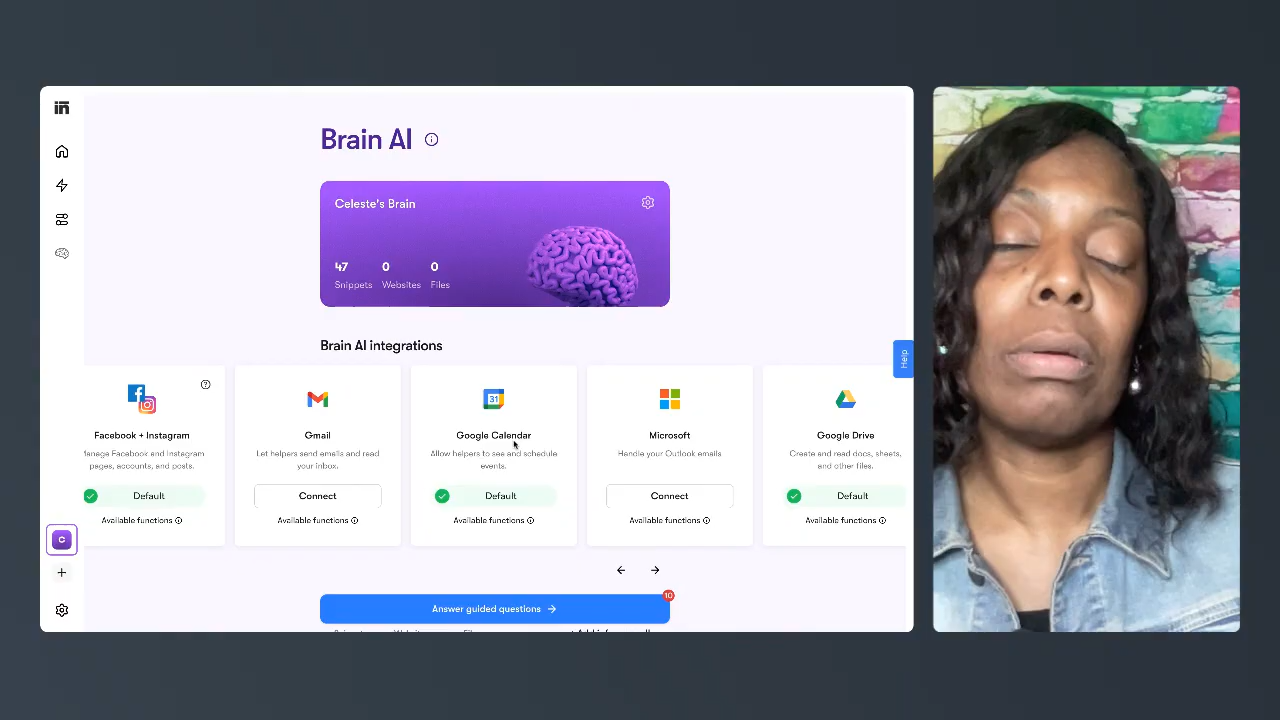 in
Brain AI
Celeste's Brain
47 0 0
Snippets Websites Files
Brain AI integrations
Help
31
Facebook + Instagram
Manage Facebook and Instagram
pages, accounts, and posts.
Default
Available functions
Gmail
Let helpers send emails and read
your inbox.
Connect
Available functions
Google Calendar
Allow helpers to see and schedule
events.
Default
Available functions
Microsoft
Handle your Outlook emails
Connect
Available functions
Google Drive
Create and read docs, sheets,
and other files.
Default
Available functions
10
Answer guided questions
C